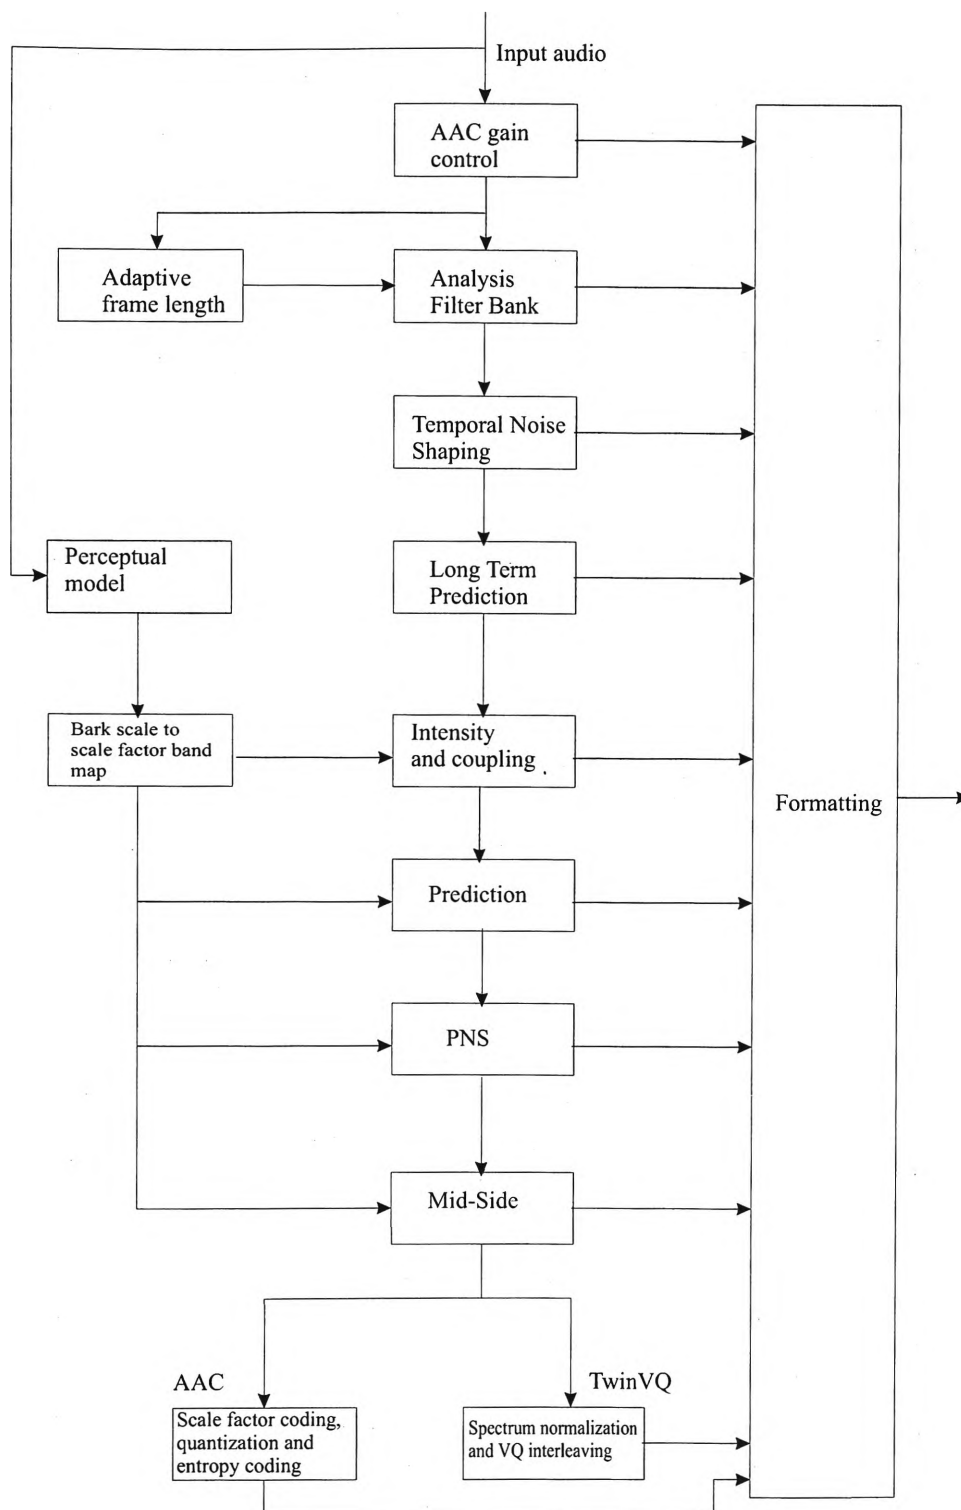 Input audio
AAC gain
control
Adaptive
frame length
Analysis
Filter Bank
Temporal Noise
Shaping
Perceptual
model
Long Term
Prediction
Bark scale to
scale factor band
map
Intensity
and coupling
Formatting
Prediction
PNS
Mid-Side
AAC
TwinVQ
Scale factor coding,
quantization and
entropy coding
Spectrum normalization
and VQ interleaving